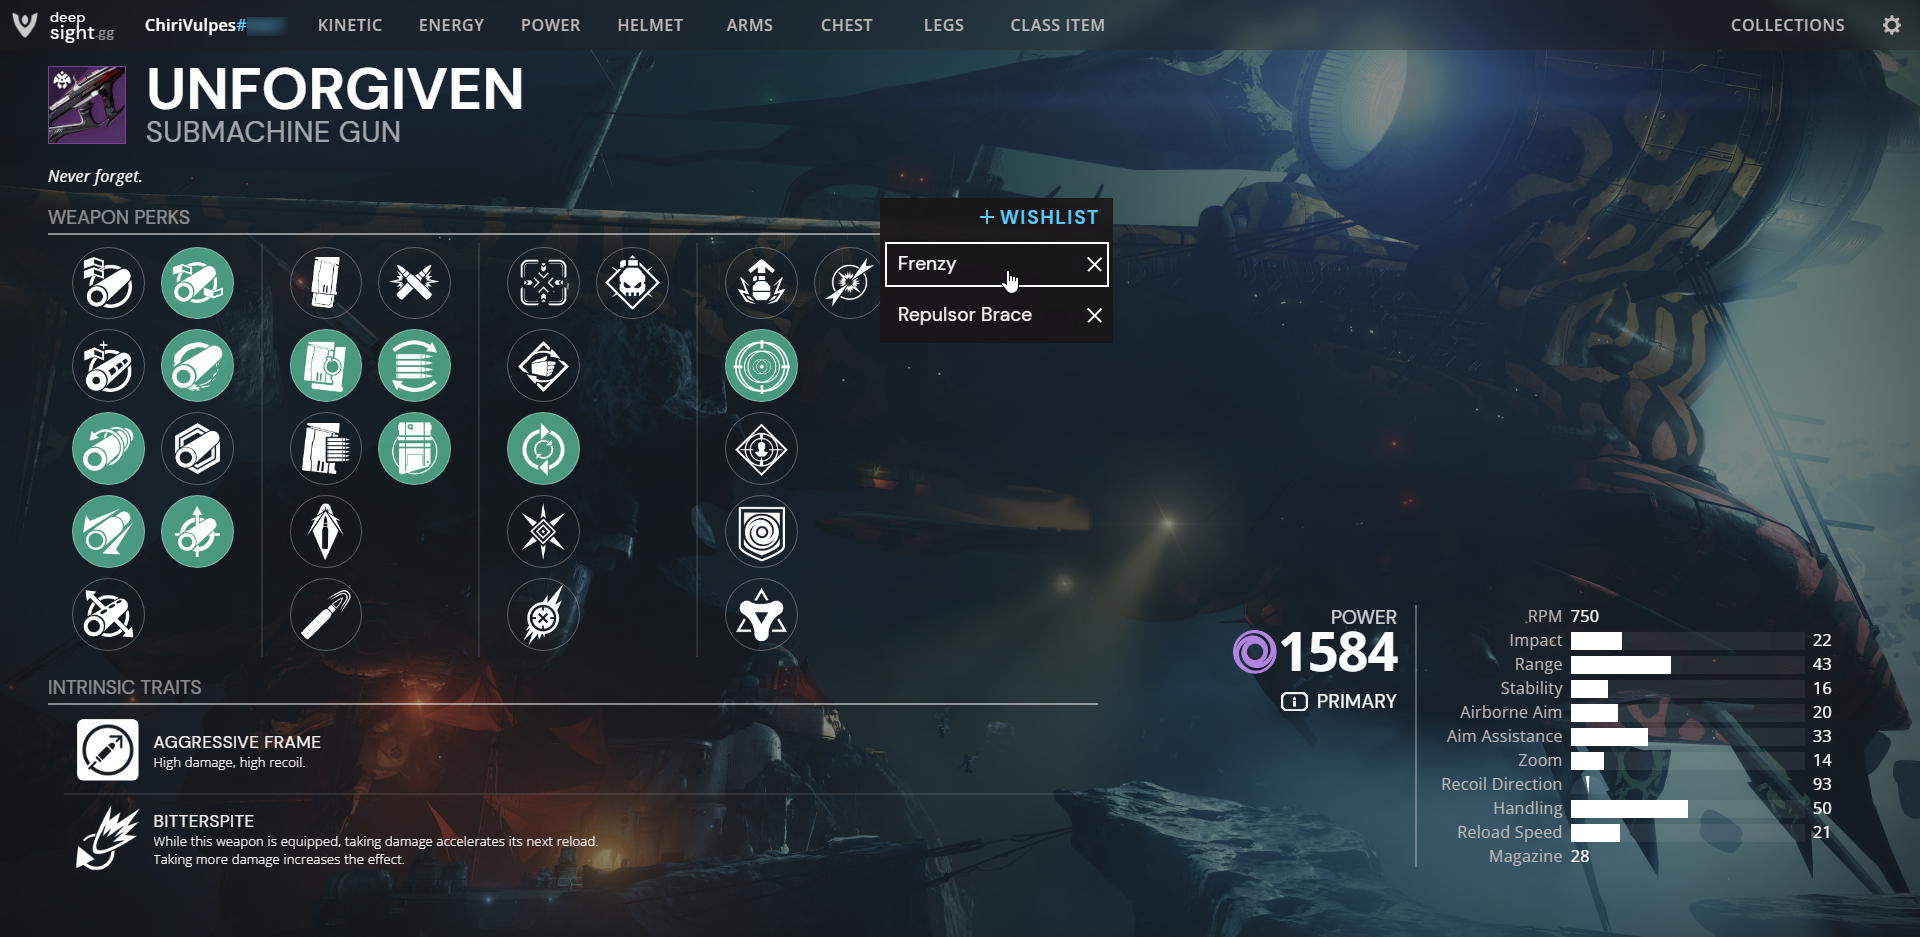 deep
sight.gg
ChiriVulpes#
KINETIC
ENERGY
POWER
HELMET
ARMS
CHEST
LEGS
CLASS ITEM
COLLECTIONS
UNFORGIVEN
SUBMACHINE GUN
Never forget.
WEAPON PERKS
+ WISHLIST
Frenzy
Repulsor Brace
INTRINSIC TRAITS
AGGRESSIVE FRAME
High damage, high recoil.
BITTERSPITE
While this weapon is equipped, taking damage accelerates its next reload.
Taking more damage increases the effect.
POWER
1584
PRIMARY
RPM 750
Impact 22
Range 43
Stability 16
Airborne Aim 20
Aim Assistance 33
Zoom 14
Recoil Direction 93
Handling 50
Reload Speed 21
Magazine 28